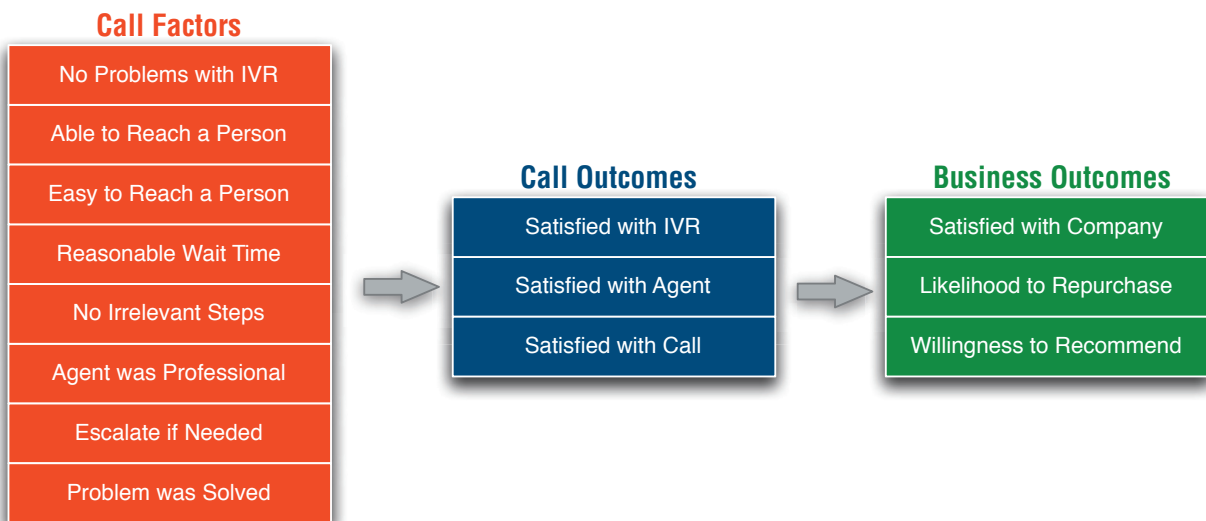 Call Factors
No Problems with IVR
Able to Reach a Person
Easy to Reach a Person
Reasonable Wait Time
No Irrelevant Steps
Agent was Professional
Escalate if Needed
Problem was Solved
Call Outcomes
Satisfied with IVR
Satisfied with Agent
Satisfied with Call
Business Outcomes
Satisfied with Company
Likelihood to Repurchase
Willingness to Recommend